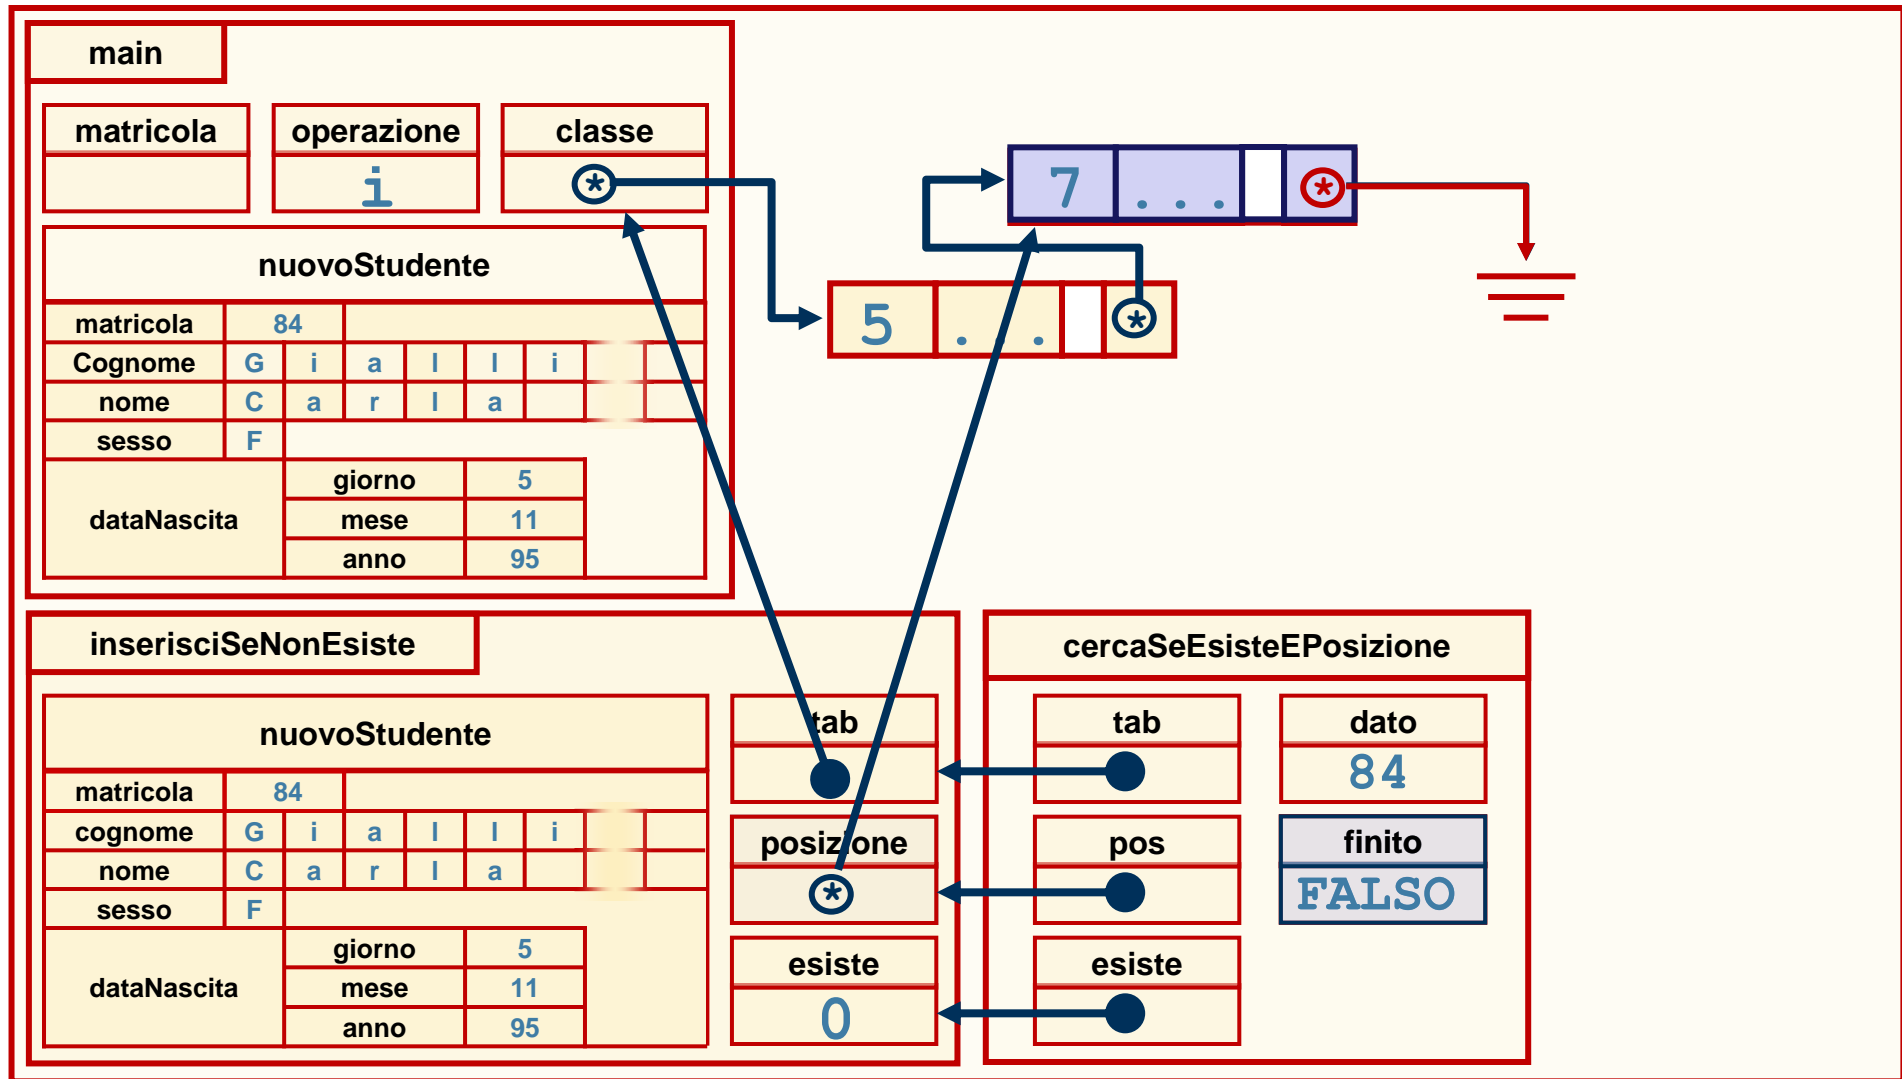 main
matricola operazione classe
i *
7 . . . *
nuovoStudente
5 . . . *
matricola 84
Cognome G i a l l i
nome C a r l a
sesso F
dataNascita
giorno 5
mese 11
anno 95
inserisciSeNonEsiste
nuovoStudente
matricola 84
cognome G i a l l i
nome C a r l a
sesso F
dataNascita
giorno 5
mese 11
anno 95
tab
posizione
*
esiste
0
cercaSeEsisteEPosizione
tab dato
84
pos finito
FALSO
esiste